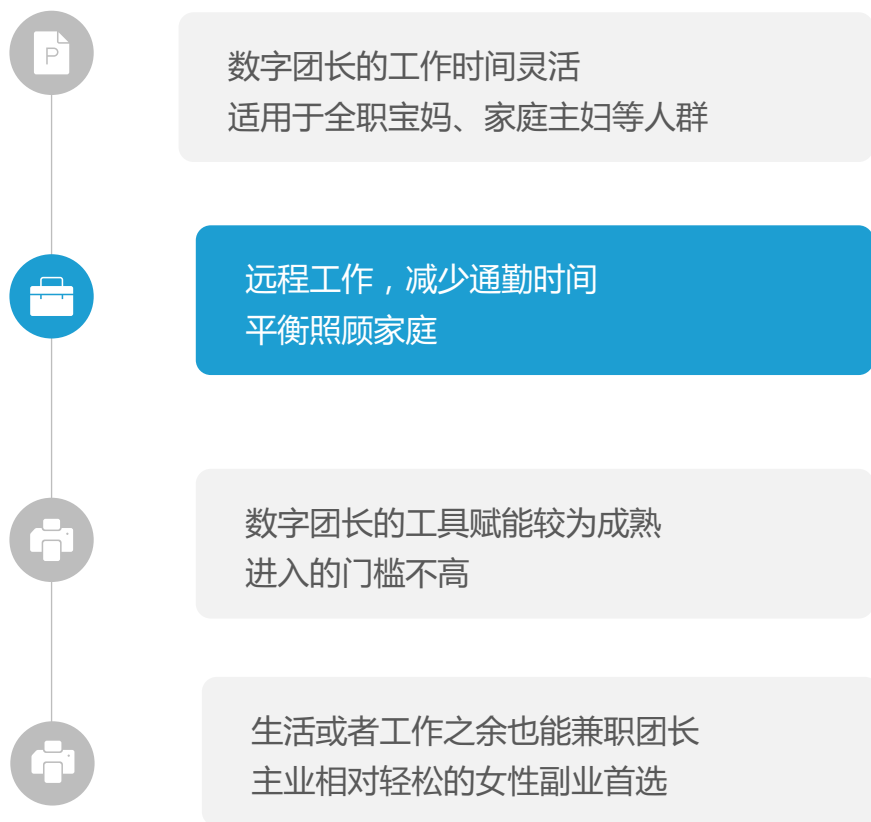 P
数字团长的工作时间灵活
适用于全职宝妈、家庭主妇等人群
远程工作，减少通勤时间
平衡照顾家庭
数字团长的工具赋能较为成熟
进入的门槛不高
生活或者工作之余也能兼职团长
主业相对轻松的女性副业首选